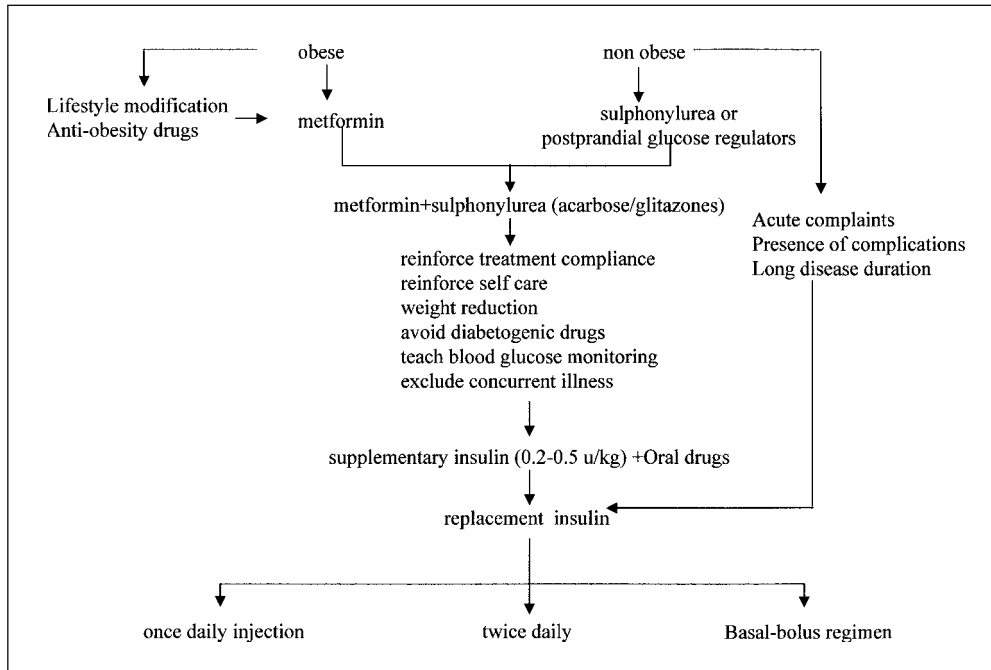 obese
non obese
Lifestyle modification
Anti-obesity drugs
metformin
sulphonylurea or
postprandial glucose regulators
metformin+sulphonylurea (acarbose/glitazones)
Acute complaints
Presence of complications
Long disease duration
reinforce treatment compliance
reinforce self care
weight reduction
avoid diabetogenic drugs
teach blood glucose monitoring
exclude concurrent illness
supplementary insulin (0.2-0.5 u/kg) +Oral drugs
replacement insulin
once daily injection
twice daily
Basal-bolus regimen